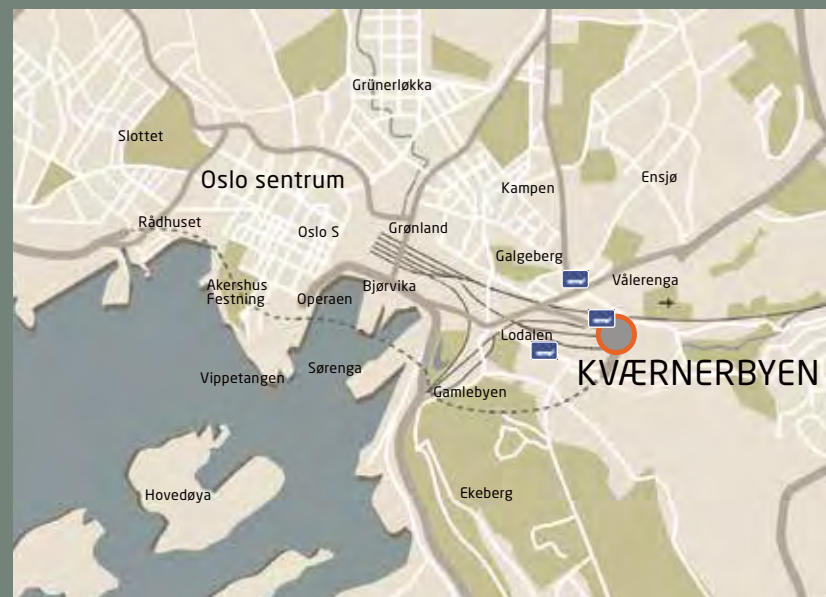 Grünerløkka
Slottet
Oslo sentrum
Kampen
Ensjø
Rådhuset
Oslo S
Grønland
Galgeberg
Akershus
Festning
Operaen
Bjørvika
Vålerenga
Lodalen
Vippetangen
Sørenga
KVÆRNERBYEN
Gamlebyen
Hovedøya
Ekeberg